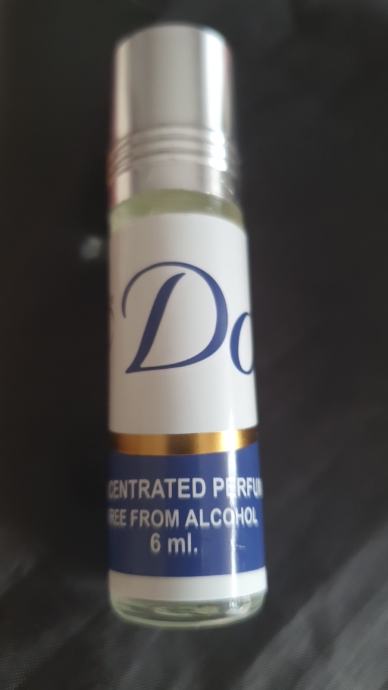 Do
CENTRATED PERFUM
REE FROM ALCOHOL
6 ml.